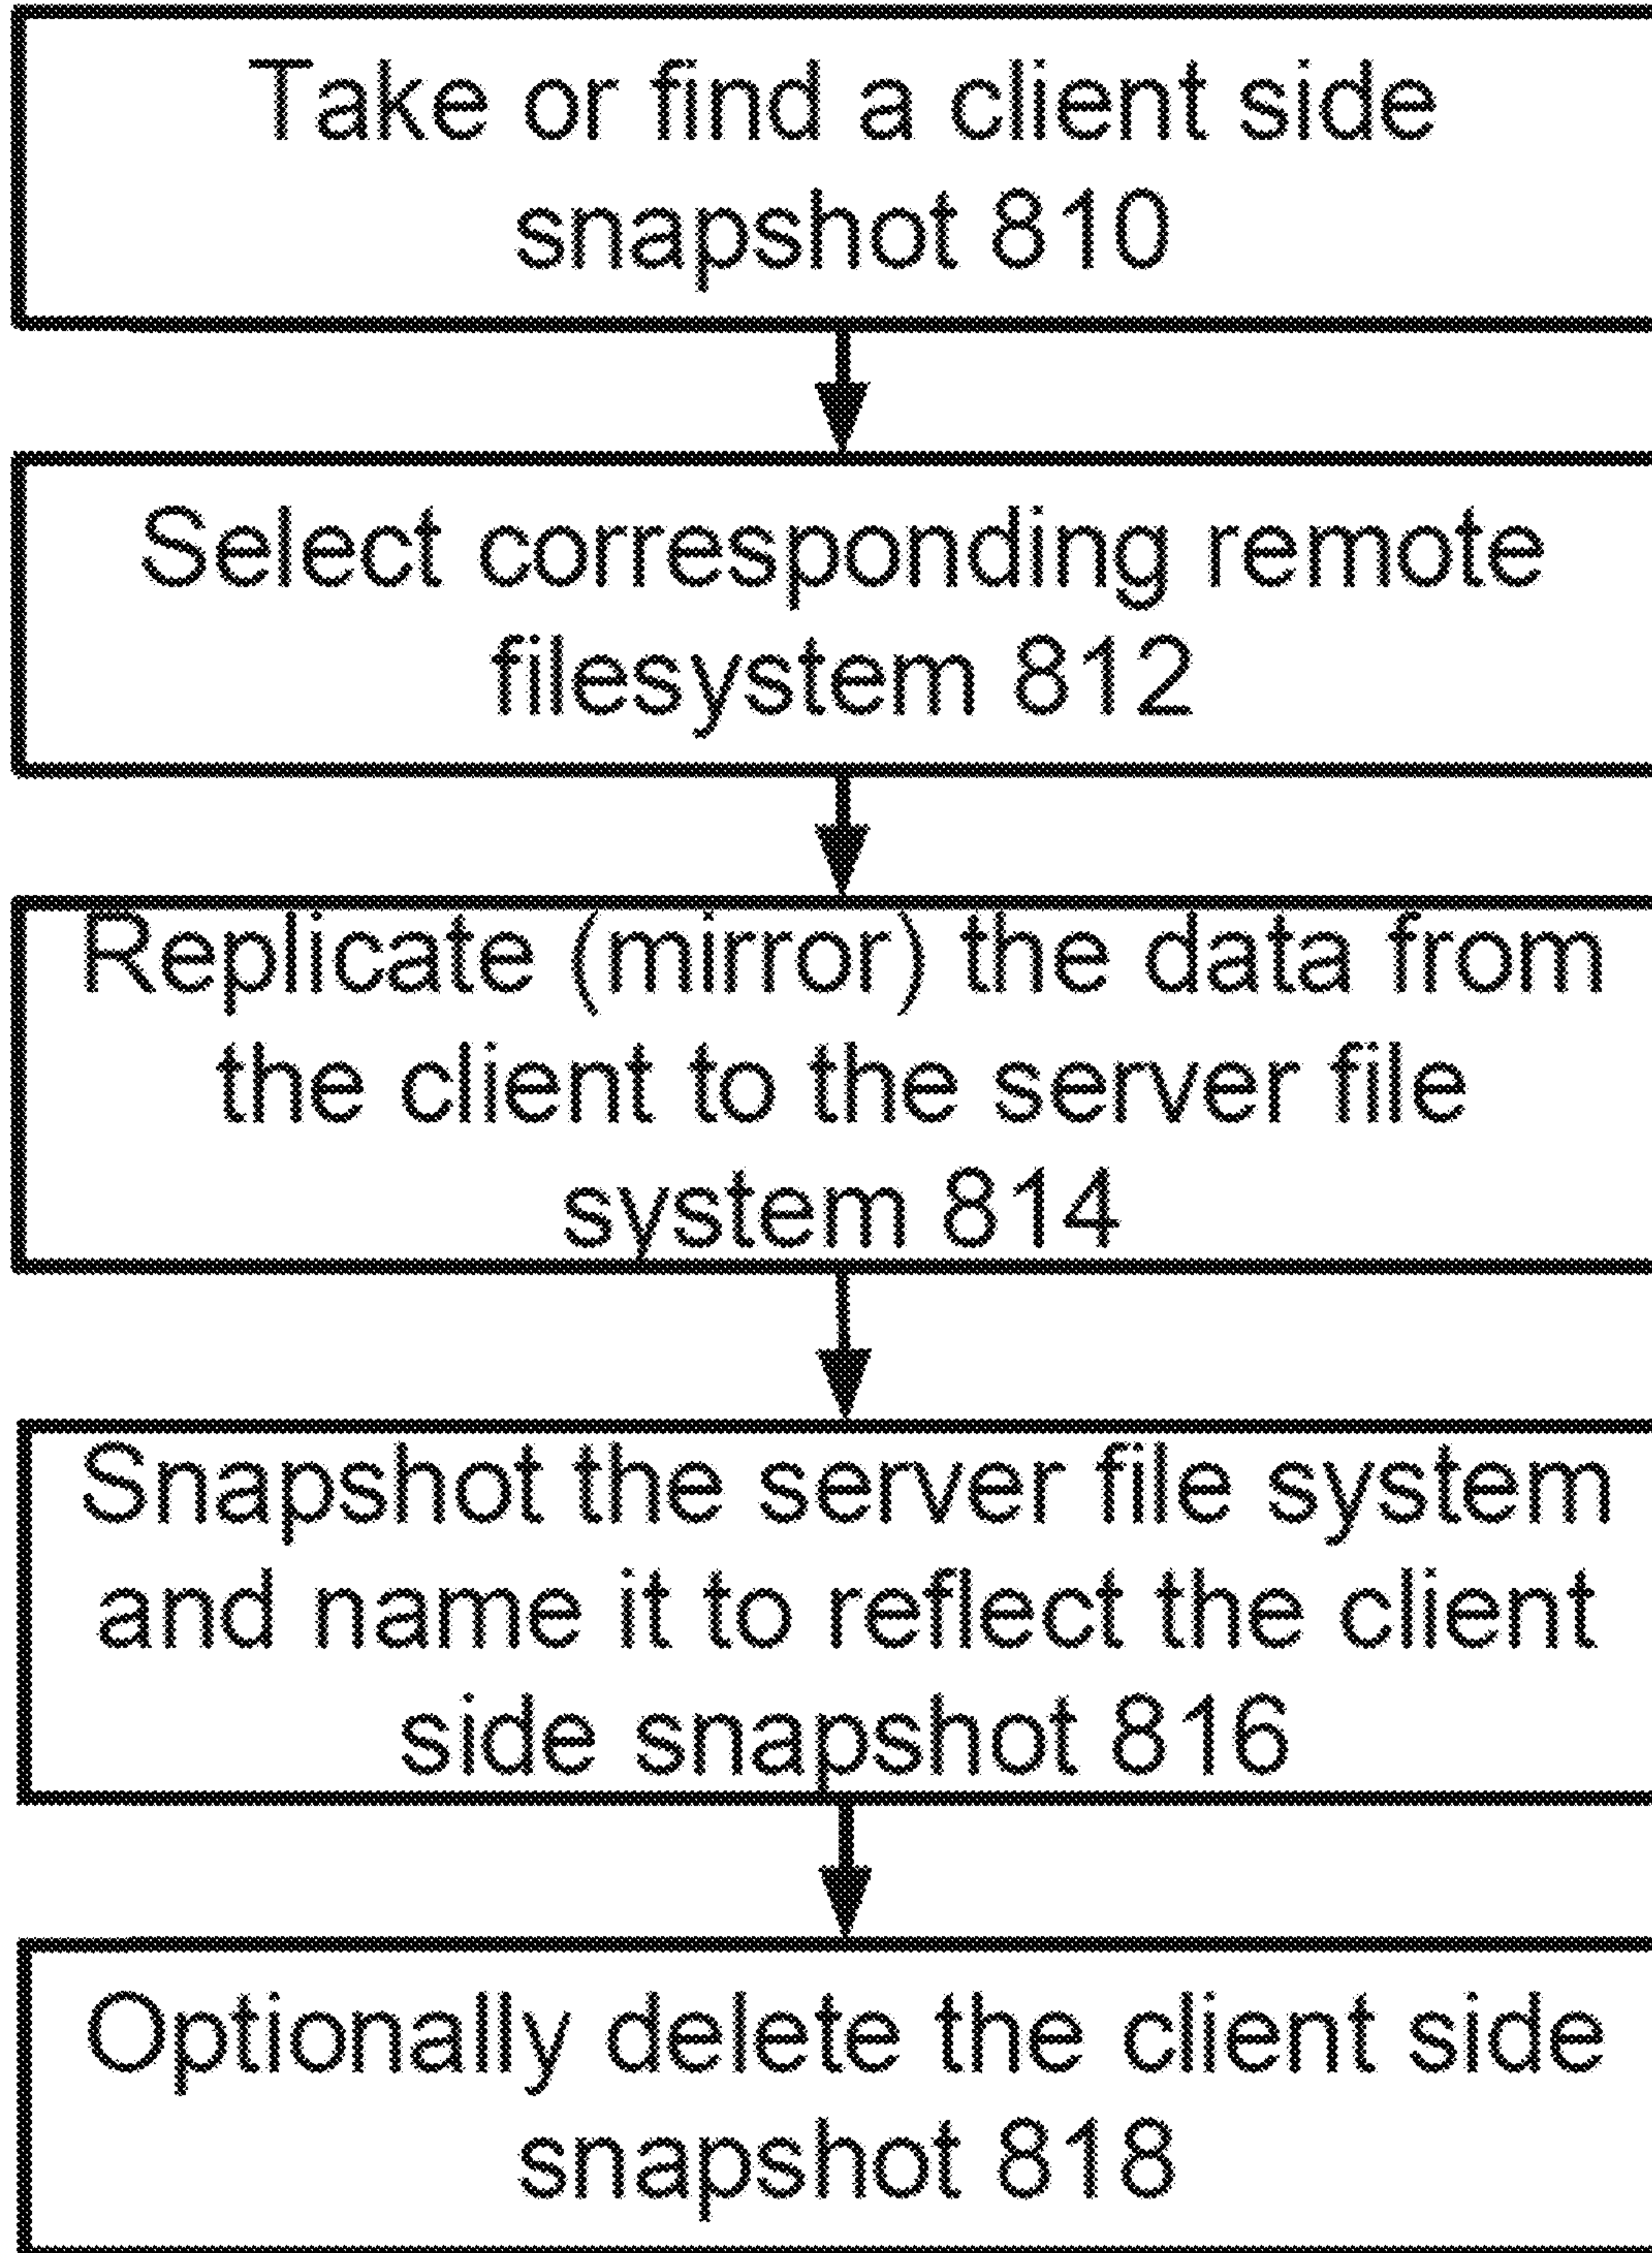 Take or find a client side
snapshot 810
Select corresponding remote
filesystem 812
Replicate (mirror) the data from
the client to the server file
system 814
Snapshot the server file system
and name it to reflect the client
side snapshot 816
Optionally delete the client side
snapshot 818